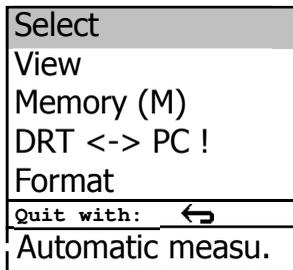 Select
View
Memory (M)
DRT <-> PC !
Format
Quit with: ↩
Automatic measu.